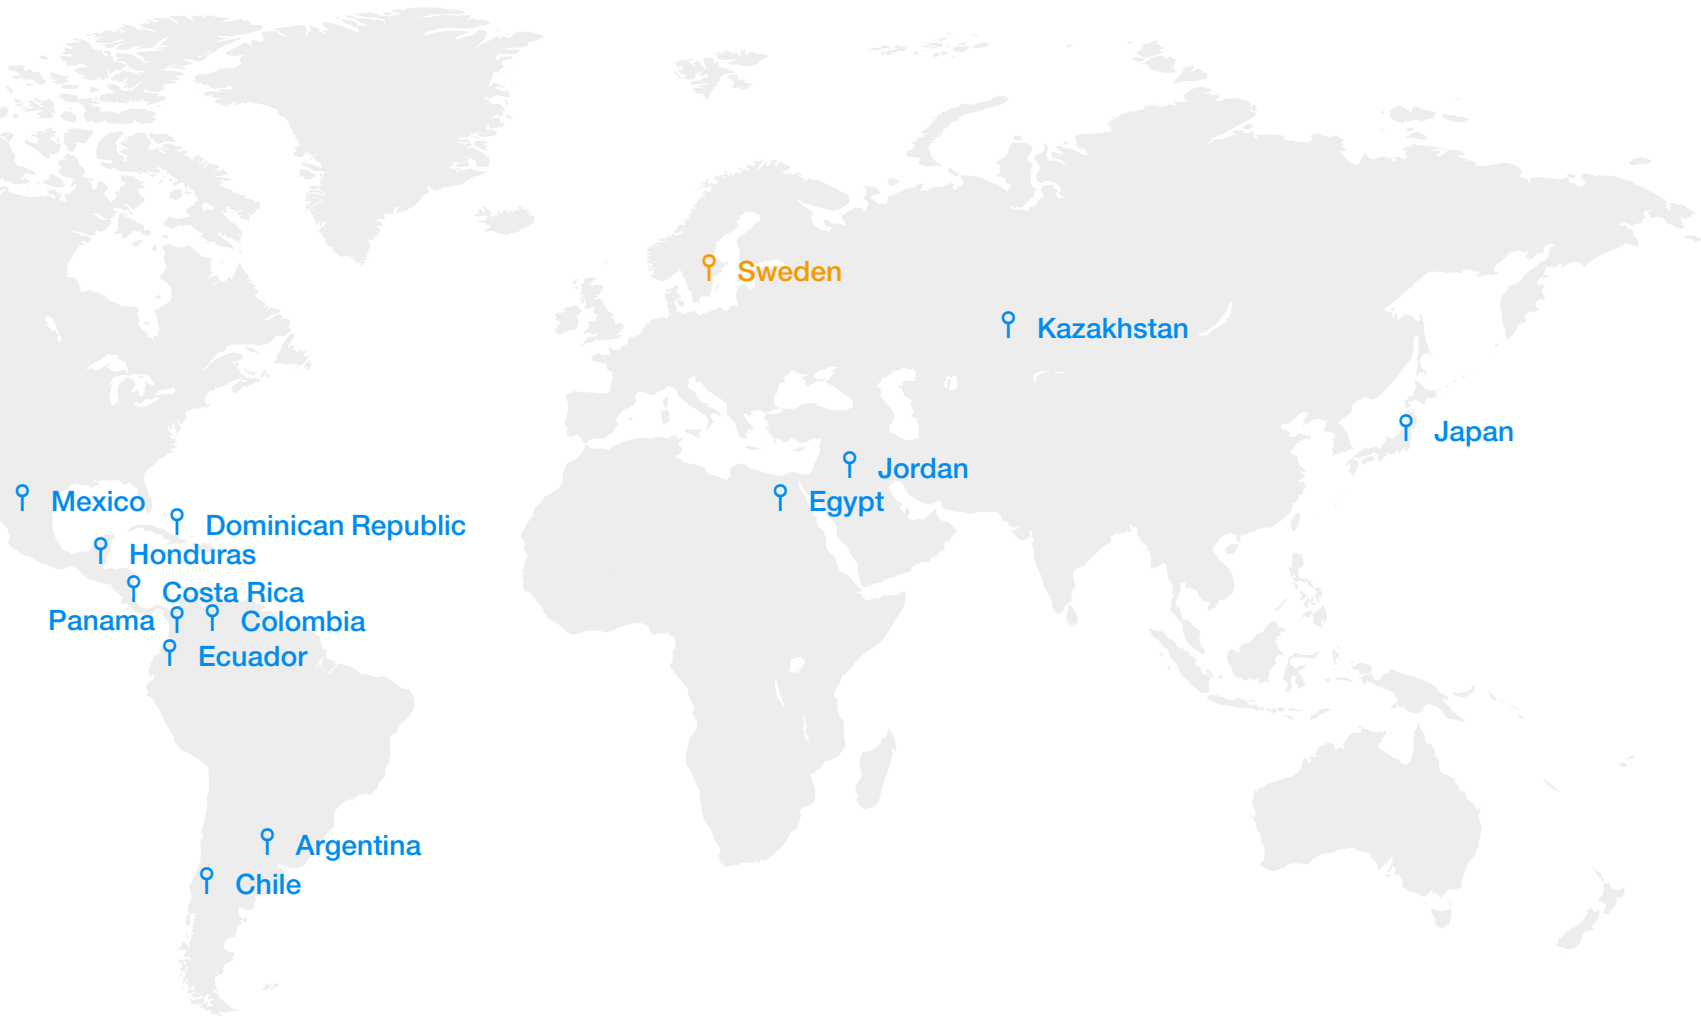 Sweden
Kazakhstan
Japan
Jordan
Mexico
Egypt
Dominican Republic
Honduras
Costa Rica
Panama
Colombia
Ecuador
Argentina
Chile